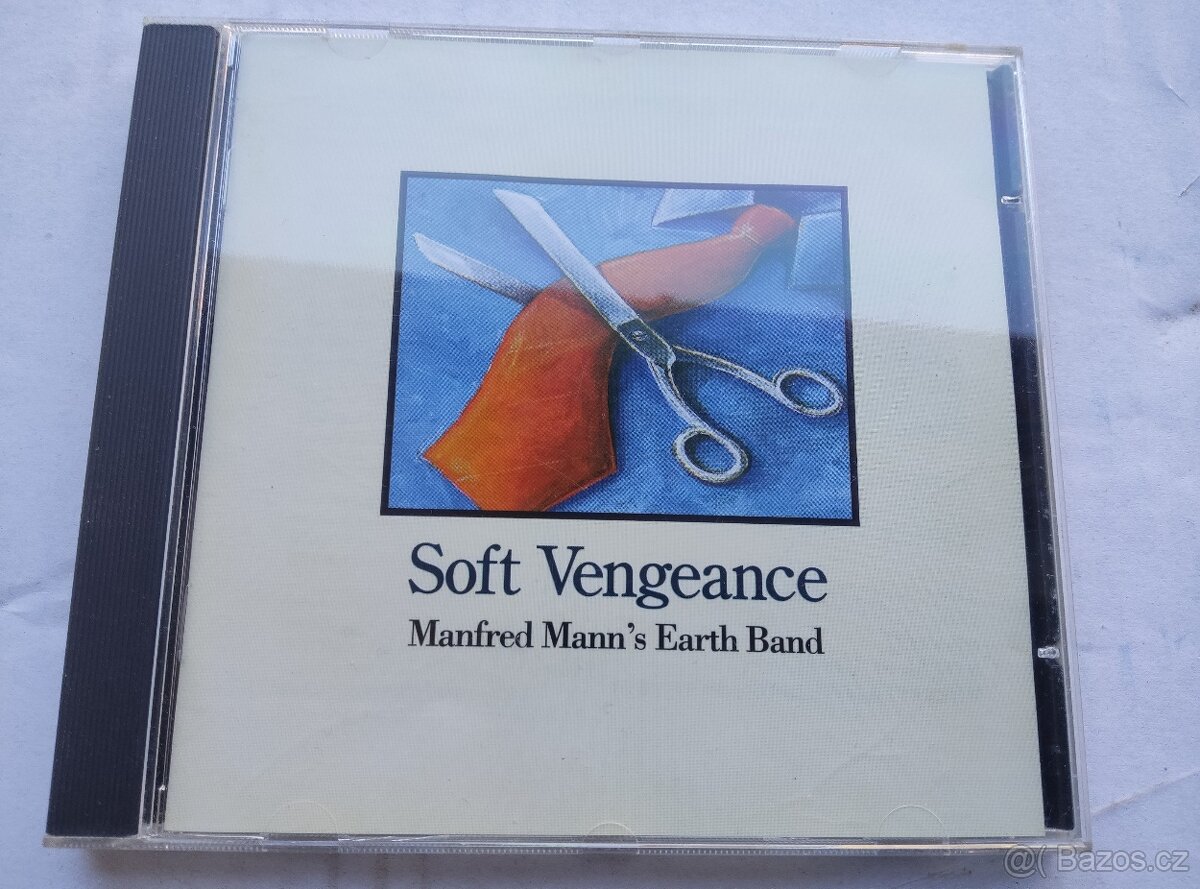 Soft Vengeance
Manfred Mann's Earth Band
@( Bazos.cz